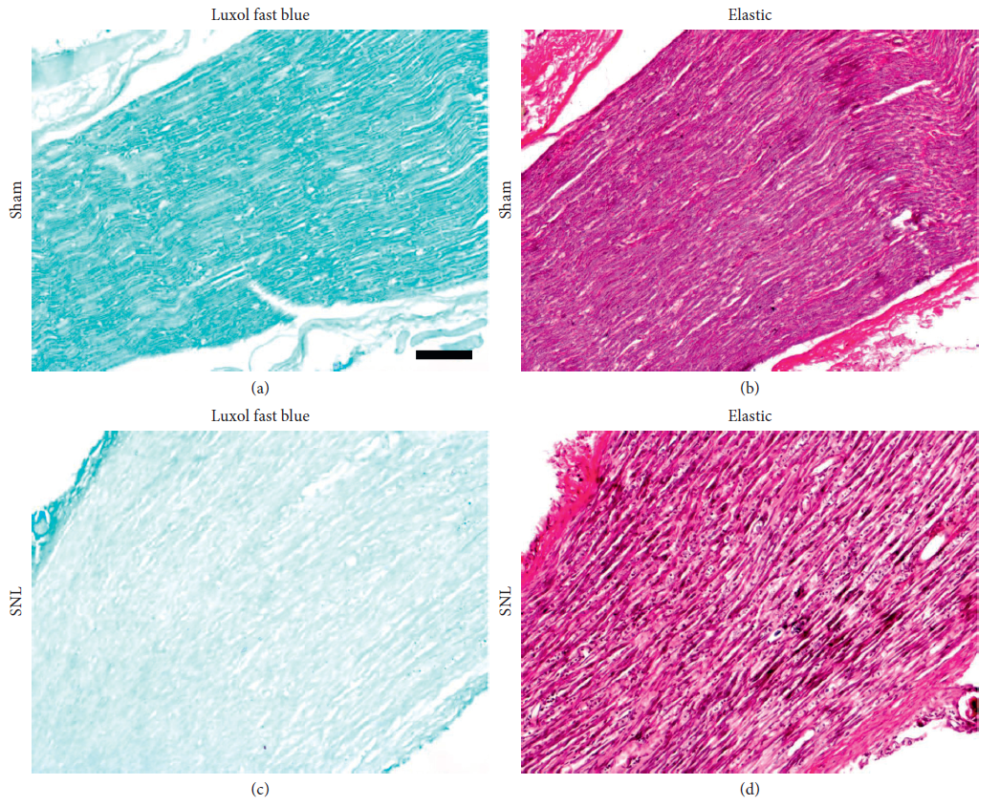 Luxol fast blue
Elastic
Sham
Sham
(a)
(b)
Luxol fast blue
Elastic
SNL
SNL
(c)
(d)